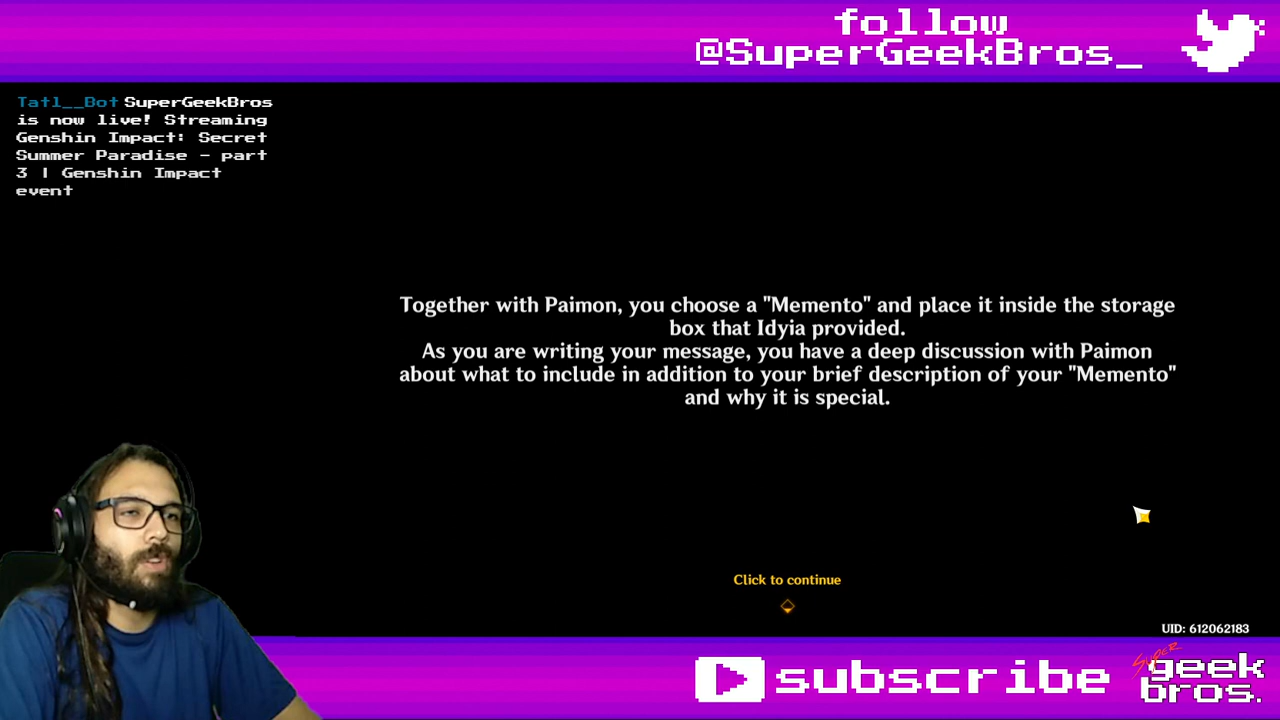 follow
@SuperGeekBros_
Tatl__Bot SuperGeekBros
is now live! Streaming
Genshin Impact: Secret
Summer Paradise - part
3 | Genshin Impact
event
Together with Paimon, you choose a "Memento" and place it inside the storage
box that Idyia provided.
As you are writing your message, you have a deep discussion with Paimon
about what to include in addition to your brief description of your "Memento"
and why it is special.
Click to continue
UID: 612062183
subscribe
super
geek
bros.